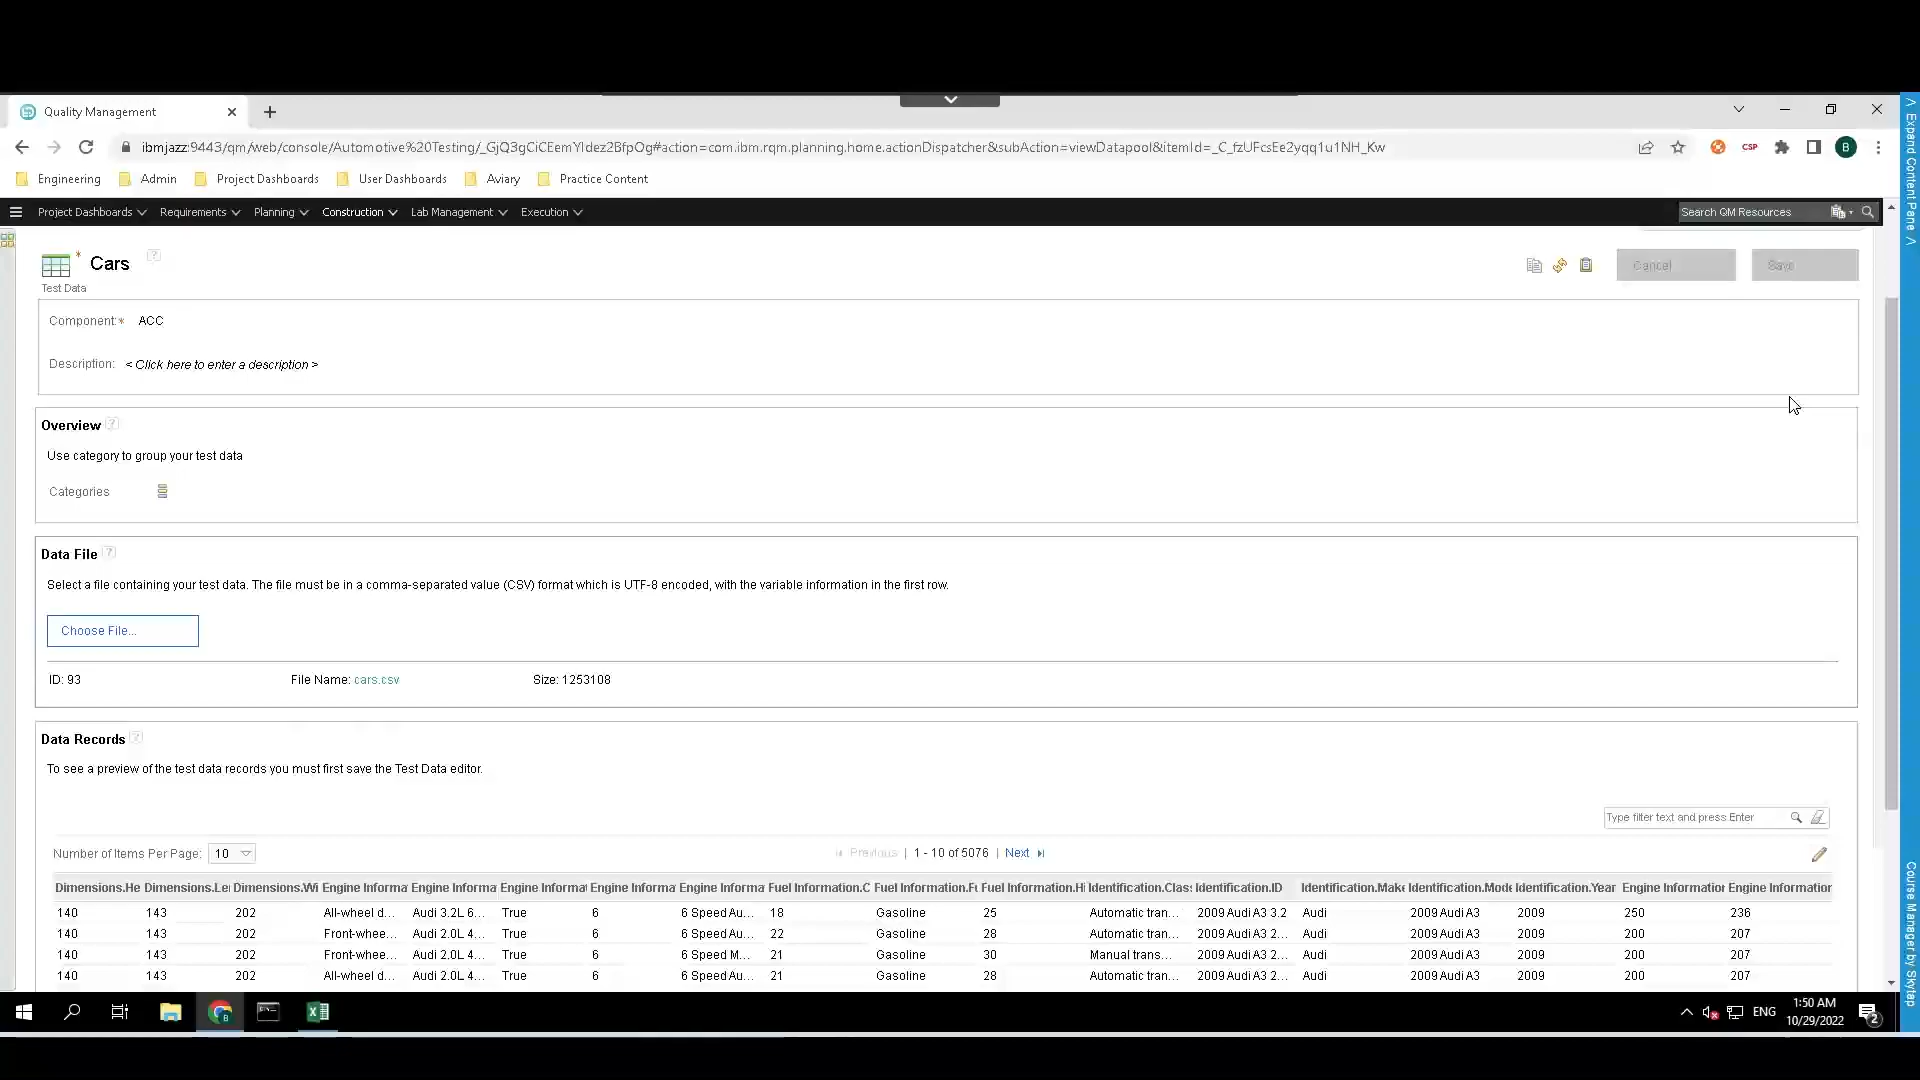 Quality Management
ibmjazz:9443/qm/web/console/Automotive%20Testing/_GjQ3gCiCEemYldez2BfpOg#action=com.ibm.rqm.planning.home.actionDispatcher&subAction=viewDatapool&itemId=_C_fzUFcsEe2yqq1u1NH_Kw
CSP
B
Engineering Admin Project Dashboards User Dashboards Aviary Practice Content
Project Dashboards Requirements Planning Construction Lab Management Execution Search QM Resources
* Cars ?
Cancel Save
Test Data
Component:* ACC
Description: < Click here to enter a description >
Overview ?
Use category to group your test data
Categories
Data File ?
Select a file containing your test data. The file must be in a comma-separated value (CSV) format which is UTF-8 encoded, with the variable information in the first row.
Choose File...
ID: 93 File Name: cars.csv Size: 1253108
Data Records ?
To see a preview of the test data records you must first save the Test Data editor.
Type filter text and press Enter
Number of Items Per Page: 10 Previous | 1 - 10 of 5076 | Next
Dimensions.He Dimensions.Le Dimensions.Wi Engine Informa Engine Informa Engine Informa Engine Informa Engine Informa Fuel Information.C Fuel Information.Fu Fuel Information.Hi Identification.Class Identification.ID Identification.Make Identification.Mode Identification.Year Engine Information Engine Information
140 143 202 All-wheel d... Audi 3.2L 6... True 6 6 Speed Au... 18 Gasoline 25 Automatic tran... 2009 Audi A3 3.2 Audi 2009 Audi A3 2009 250 236
140 143 202 Front-whee... Audi 2.0L 4... True 6 6 Speed Au... 22 Gasoline 28 Automatic tran... 2009 Audi A3 2... Audi 2009 Audi A3 2009 200 207
140 143 202 Front-whee... Audi 2.0L 4... True 6 6 Speed M... 21 Gasoline 30 Manual trans... 2009 Audi A3 2... Audi 2009 Audi A3 2009 200 207
140 143 202 All-wheel d... Audi 2.0L 4... True 6 6 Speed Au... 21 Gasoline 28 Automatic tran... 2009 Audi A3 2... Audi 2009 Audi A3 2009 200 207
B
ENG
1:50 AM
10/29/2022
2
< Expand Content Pane <
Course Manager by Skytap